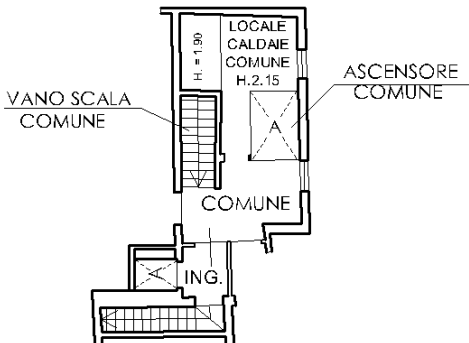 LOCALE
CALDAIE
COMUNE
H.2.15
H. = 1.90
ASCENSORE
COMUNE
VANO SCALA
COMUNE
A
COMUNE
A
ING.